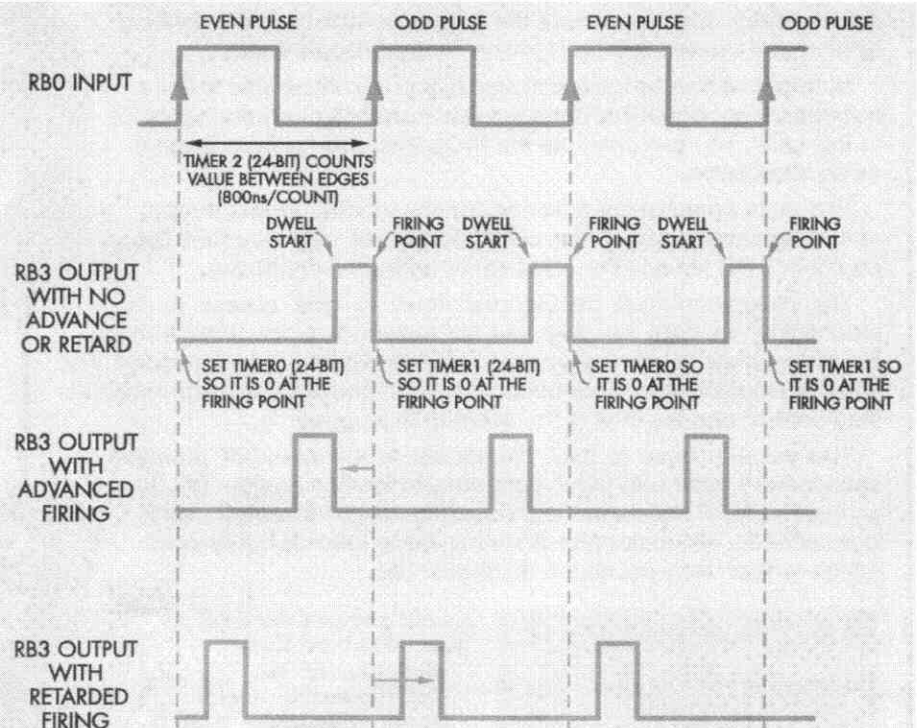 EVEN PULSE
ODD PULSE
EVEN PULSE
ODD PULSE
RB0 INPUT
TIMER 2 (24-BIT) COUNTS
VALUE BETWEEN EDGES
(800ns/COUNT)
DWELL
START
FIRING
POINT
DWELL
START
FIRING
POINT
DWELL
START
FIRING
POINT
RB3 OUTPUT
WITH NO
ADVANCE
OR RETARD
SET TIMER0 (24-BIT)
SO IT IS 0 AT THE
FIRING POINT
SET TIMER1 (24-BIT)
SO IT IS 0 AT THE
FIRING POINT
SET TIMER0 SO
IT IS 0 AT THE
FIRING POINT
SET TIMER1 SO
IT IS 0 AT THE
FIRING POINT
RB3 OUTPUT
WITH
ADVANCED
FIRING
RB3 OUTPUT
WITH
RETARDED
FIRING